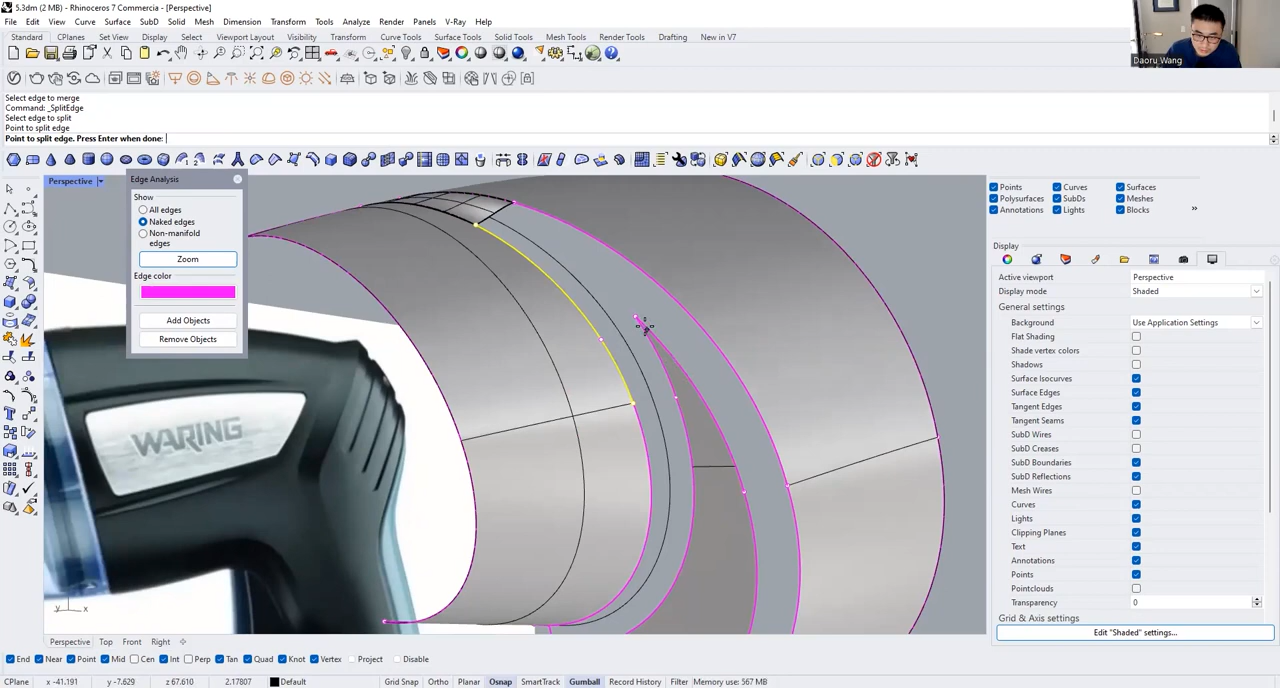 5.3dm (2 MB) - Rhinoceros 7 Commercia - [Perspective]
File Edit View Curve Surface SubD Solid Mesh Dimension Transform Tools Analyze Render Panels V-Ray Help
Standard CPlanes Set View Display Select Viewport Layout Visibility Transform Curve Tools Surface Tools Solid Tools SubD Tools Mesh Tools Render Tools Drafting New in V7
Daoru Wang
Select edge to merge
Command: _SplitEdge
Select edge to split
Point to split edge
Point to split edge. Press Enter when done:
Perspective
Edge Analysis
Show
All edges
Naked edges
Non-manifold
edges
Zoom
Edge color
Add Objects
Remove Objects
WARING
y x
Points Curves Surfaces
Polysurfaces SubDs Meshes
Annotations Lights Blocks
Display
Active viewport Perspective
Display mode Shaded
General settings
Background Use Application Settings
Flat Shading
Shade vertex colors
Shadows
Surface Isocurves
Surface Edges
Tangent Edges
Tangent Seams
SubD Wires
SubD Creases
SubD Boundaries
SubD Reflections
Mesh Wires
Curves
Lights
Clipping Planes
Text
Annotations
Points
Pointclouds
Transparency 0
Grid & Axis settings
Edit "Shaded" settings...
Perspective Top Front Right
End Near Point Mid Cen Int Perp Tan Quad Knot Vertex Project Disable
CPlane x -41.191 y -7.629 z 67.610 2.17807 Default Grid Snap Ortho Planar Osnap SmartTrack Gumball Record History Filter Memory use: 567 MB